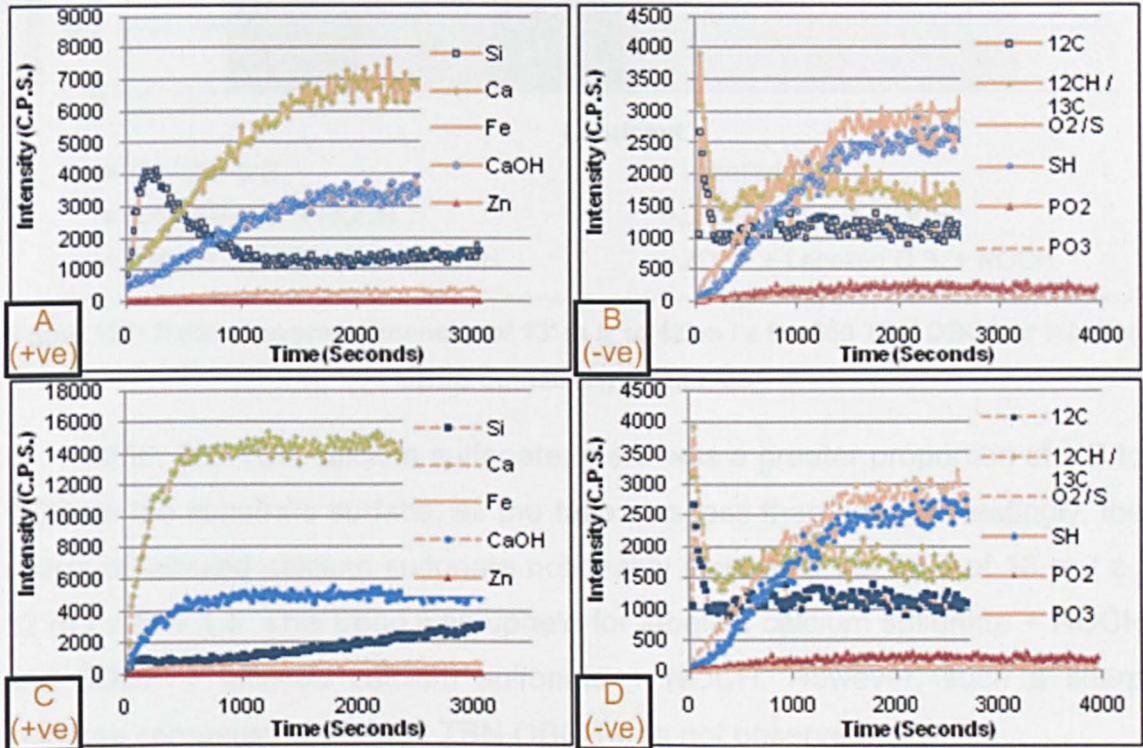 9000
8000
7000
6000
5000
4000
3000
2000
1000
0
Intensity (C.P.S.)
0
1000
2000
3000
Time (Seconds)
Si
Ca
Fe
CaOH
Zn
A
(+ve)
4500
4000
3500
3000
2500
2000
1500
1000
500
0
Intensity (C.P.S.)
0
1000
2000
3000
4000
Time (Seconds)
12C
12CH /
13C
O2/S
SH
PO2
PO3
B
(-ve)
18000
16000
14000
12000
10000
8000
6000
4000
2000
0
Intensity (C.P.S.)
0
1000
2000
3000
Time (Seconds)
Si
Ca
Fe
CaOH
Zn
C
(+ve)
4500
4000
3500
3000
2500
2000
1500
1000
500
0
Intensity (C.P.S.)
0
1000
2000
3000
4000
Time (Seconds)
12C
12CH /
13C
O2/S
SH
PO2
PO3
D
(-ve)